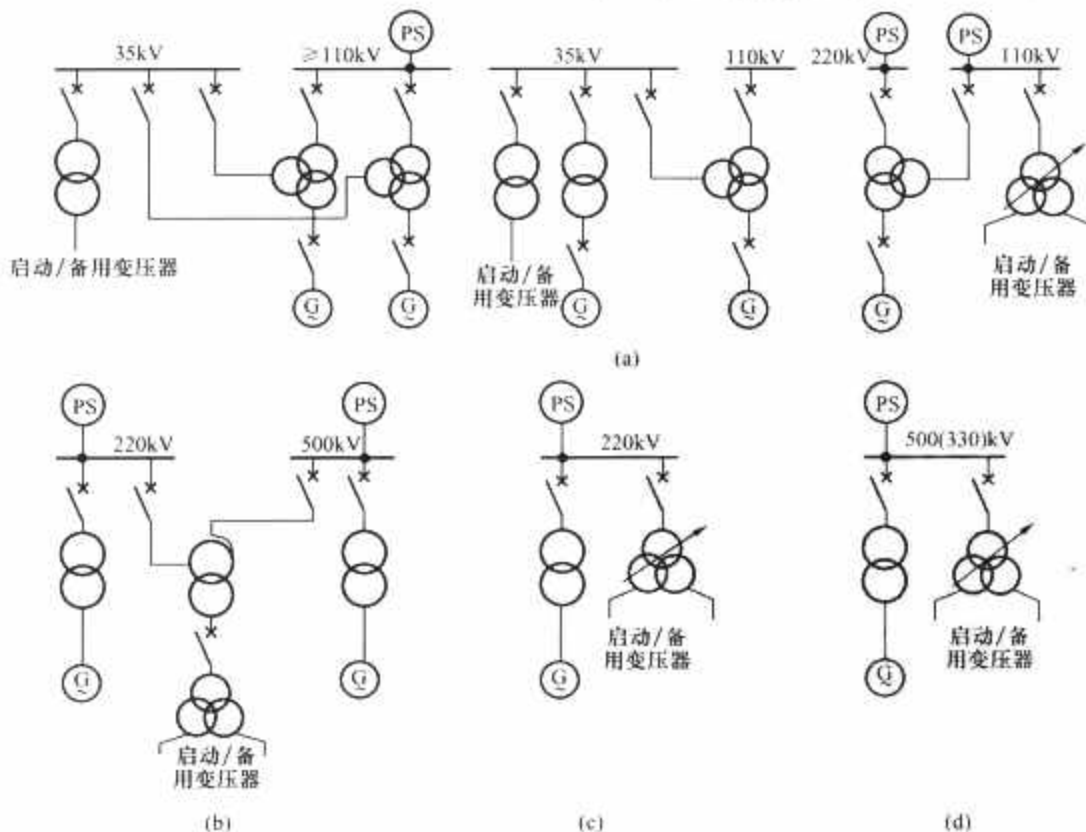 PS
35kV
≥110kV
35kV
110kV
220kV
PS
PS
110kV
启动/备用变压器
G
G
启动/备
用变压器
G
G
G
启动/备
用变压器
(a)
PS
220kV
PS
500kV
PS
220kV
PS
500(330)kV
G
启动/备
用变压器
G
G
启动/备
用变压器
G
启动/备
用变压器
(b)
(c)
(d)